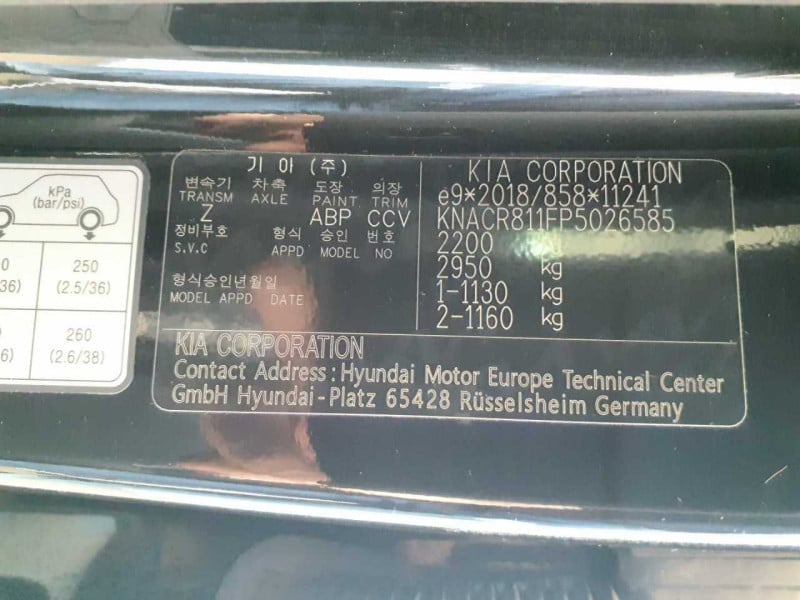 kPa
(bar/psi)
250
(2.5/36)
260
(2.6/38)
기아 (주)
변속기 차축 도장 의장
TRANSM AXLE PAINT TRIM
Z ABP CCV
정비부호 형식 승인 번호
S.V.C APPD MODEL NO
형식승인년월일
MODEL APPD DATE
KIA CORPORATION
e9*2018/858*11241
KNACR811FP5026585
2200 kg
2950 kg
1-1130 kg
2-1160 kg
KIA CORPORATION
Contact Address : Hyundai Motor Europe Technical Center
GmbH Hyundai-Platz 65428 Rüsselsheim Germany